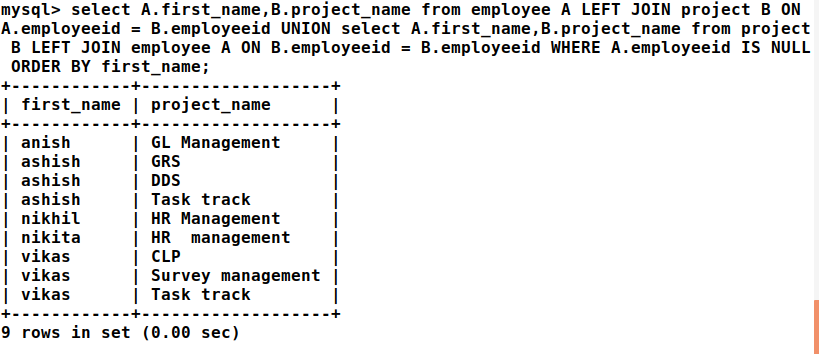 mysql> select A.first_name,B.project_name from employee A LEFT JOIN project B ON
A.employeeid = B.employeeid UNION select A.first_name,B.project_name from project
 B LEFT JOIN employee A ON B.employeeid = B.employeeid WHERE A.employeeid IS NULL
 ORDER BY first_name;
+------------+-------------------+
| first_name | project_name      |
+------------+-------------------+
| anish      | GL Management     |
| ashish     | GRS               |
| ashish     | DDS               |
| ashish     | Task track        |
| nikhil     | HR Management     |
| nikita     | HR  management    |
| vikas      | CLP               |
| vikas      | Survey management |
| vikas      | Task track        |
+------------+-------------------+
9 rows in set (0.00 sec)